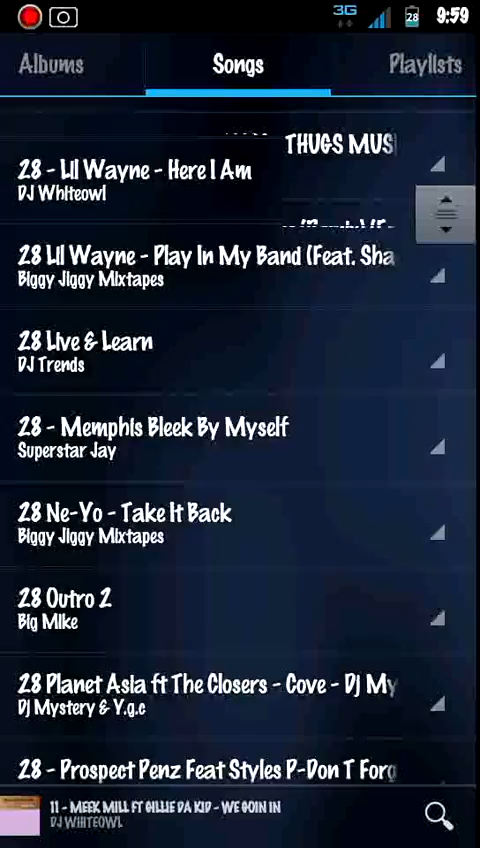 3G
28
9:59
Albums
Songs
Playlists
THUGS MUS
28 - Lil Wayne - Here I Am
DJ Whiteowl
28 Lil Wayne - Play In My Band (Feat. Sha
Biggy Jiggy Mixtapes
28 Live & Learn
DJ Trends
28 - Memphis Bleek By Myself
Superstar Jay
28 Ne-Yo - Take It Back
Biggy Jiggy Mixtapes
28 Outro 2
Big Mike
28 Planet Asia ft The Closers - Cove - Dj My
Dj Mystery & Y.g.c
28 - Prospect Penz Feat Styles P-Don T Forg
11 - MEEK MILL FT GILLIE DA KID - WE GOIN IN
DJ WHITEOWL